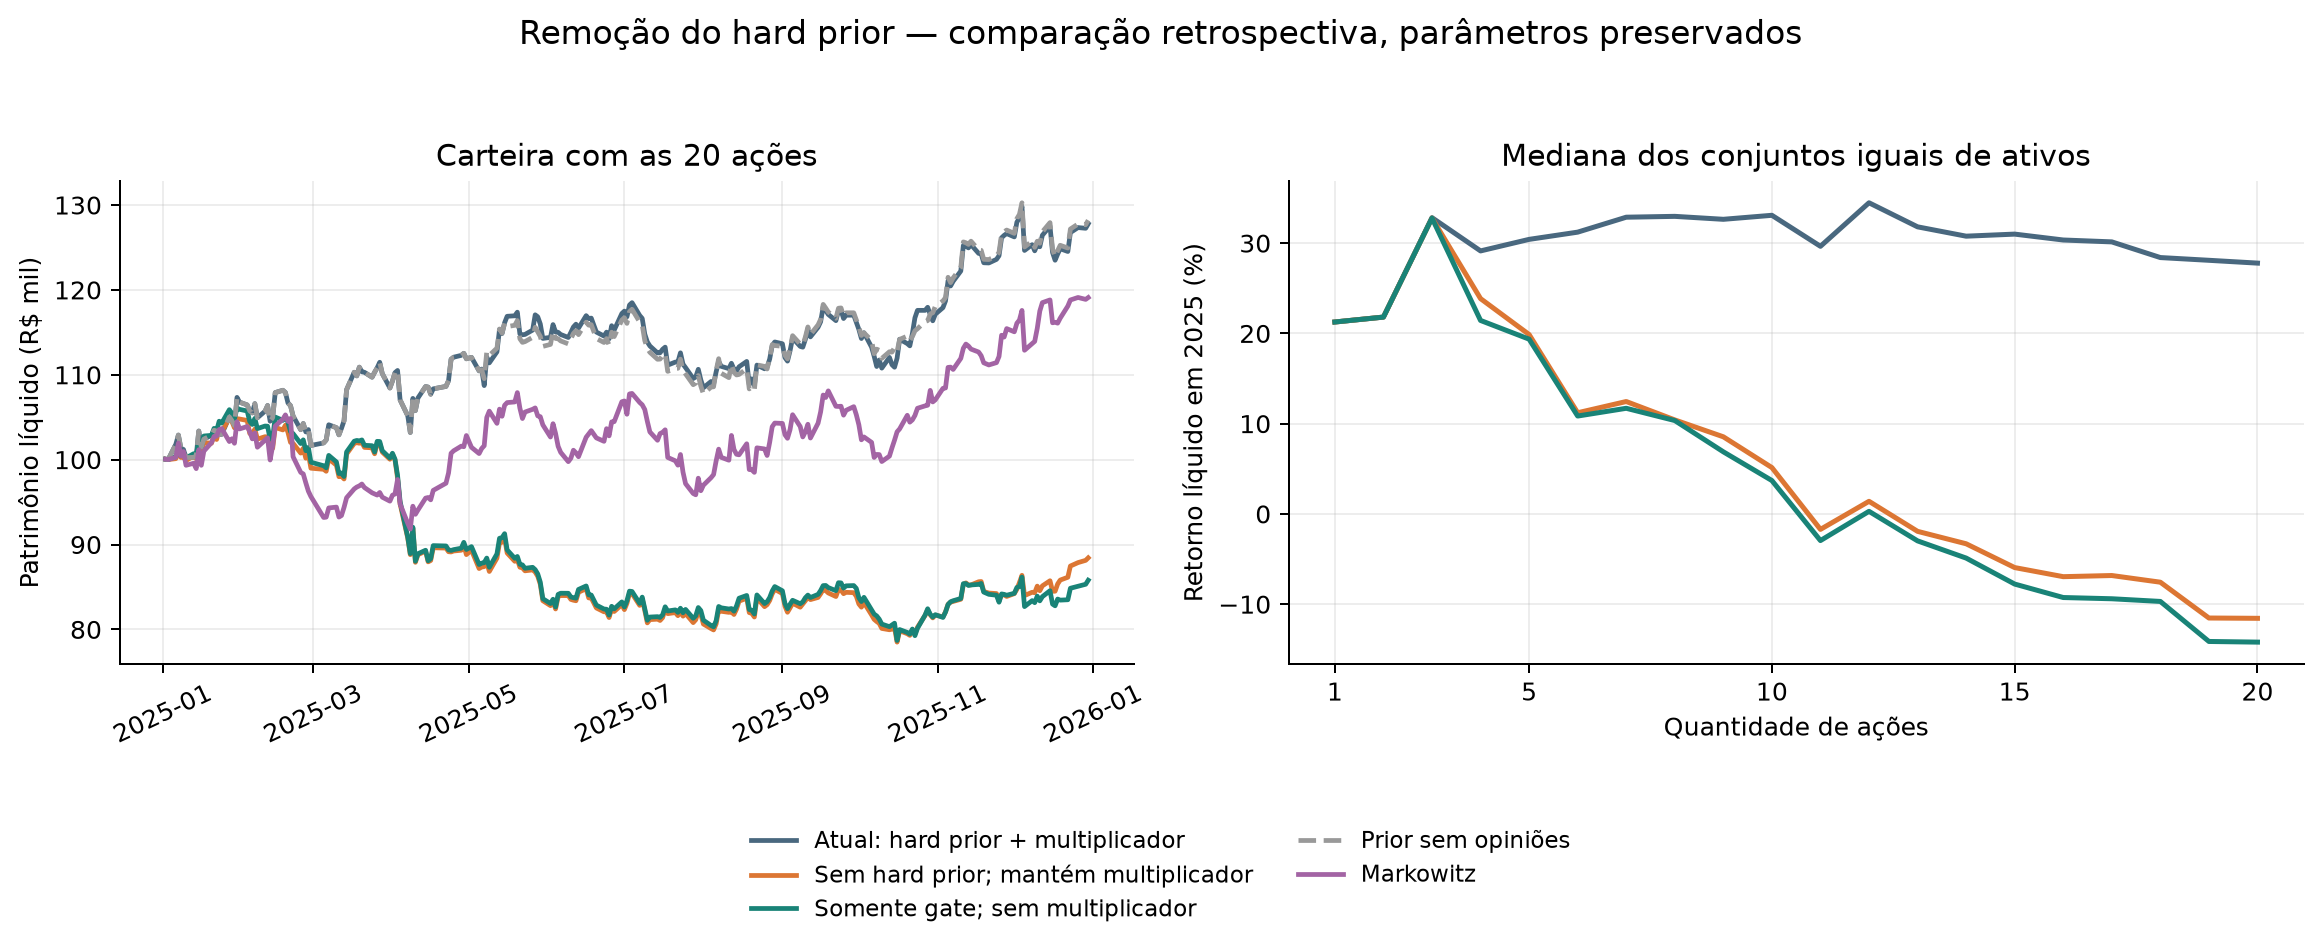 Remoção do hard prior — comparação retrospectiva, parâmetros preservados
Carteira com as 20 ações
Patrimônio líquido (R$ mil)
130
120
110
100
90
80
2025-01
2025-03
2025-05
2025-07
2025-09
2025-11
2026-01
Mediana dos conjuntos iguais de ativos
Retorno líquido em 2025 (%)
30
20
10
0
−10
1
5
10
15
20
Quantidade de ações
Atual: hard prior + multiplicador
Sem hard prior; mantém multiplicador
Somente gate; sem multiplicador
Prior sem opiniões
Markowitz